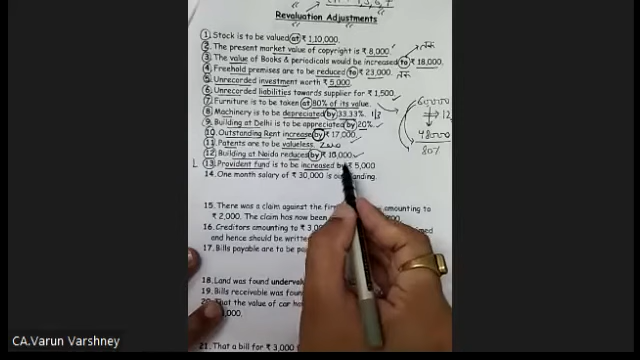 Revaluation Adjustments
1. Stock is to be valued at ₹ 1,10,000.
2. The present market value of copyright is ₹ 8,000.
3. The value of Books & periodicals would be increased to ₹ 18,000.
4. Freehold premises are to be reduced to ₹ 23,000.
5. Unrecorded investment worth ₹ 5,000.
6. Unrecorded liabilities towards supplier for ₹ 1,500.
7. Furniture is to be taken at 80% of its value.
60000
8. Machinery is to be depreciated by 33.33%. 1/3
9. Building at Delhi is to be appreciated by 20%.
10. Outstanding Rent increase by ₹ 17,000.
48000
11. Patents are to be valueless. Zero
80%
12. Building at Noida reduces by ₹ 18,000
L 13. Provident fund is to be increased by ₹ 5,000
14. One month salary of ₹ 30,000 is outstanding.
15. There was a claim against the firm amounting to
₹ 2,000. The claim has now been
16. Creditors amounting to ₹
and hence should be written
17. Bills payable are to be
18. Land was found underval
19. Bills receivable was foun
20. That the value of car
21. That a bill for ₹ 3,000
CA.Varun Varshney